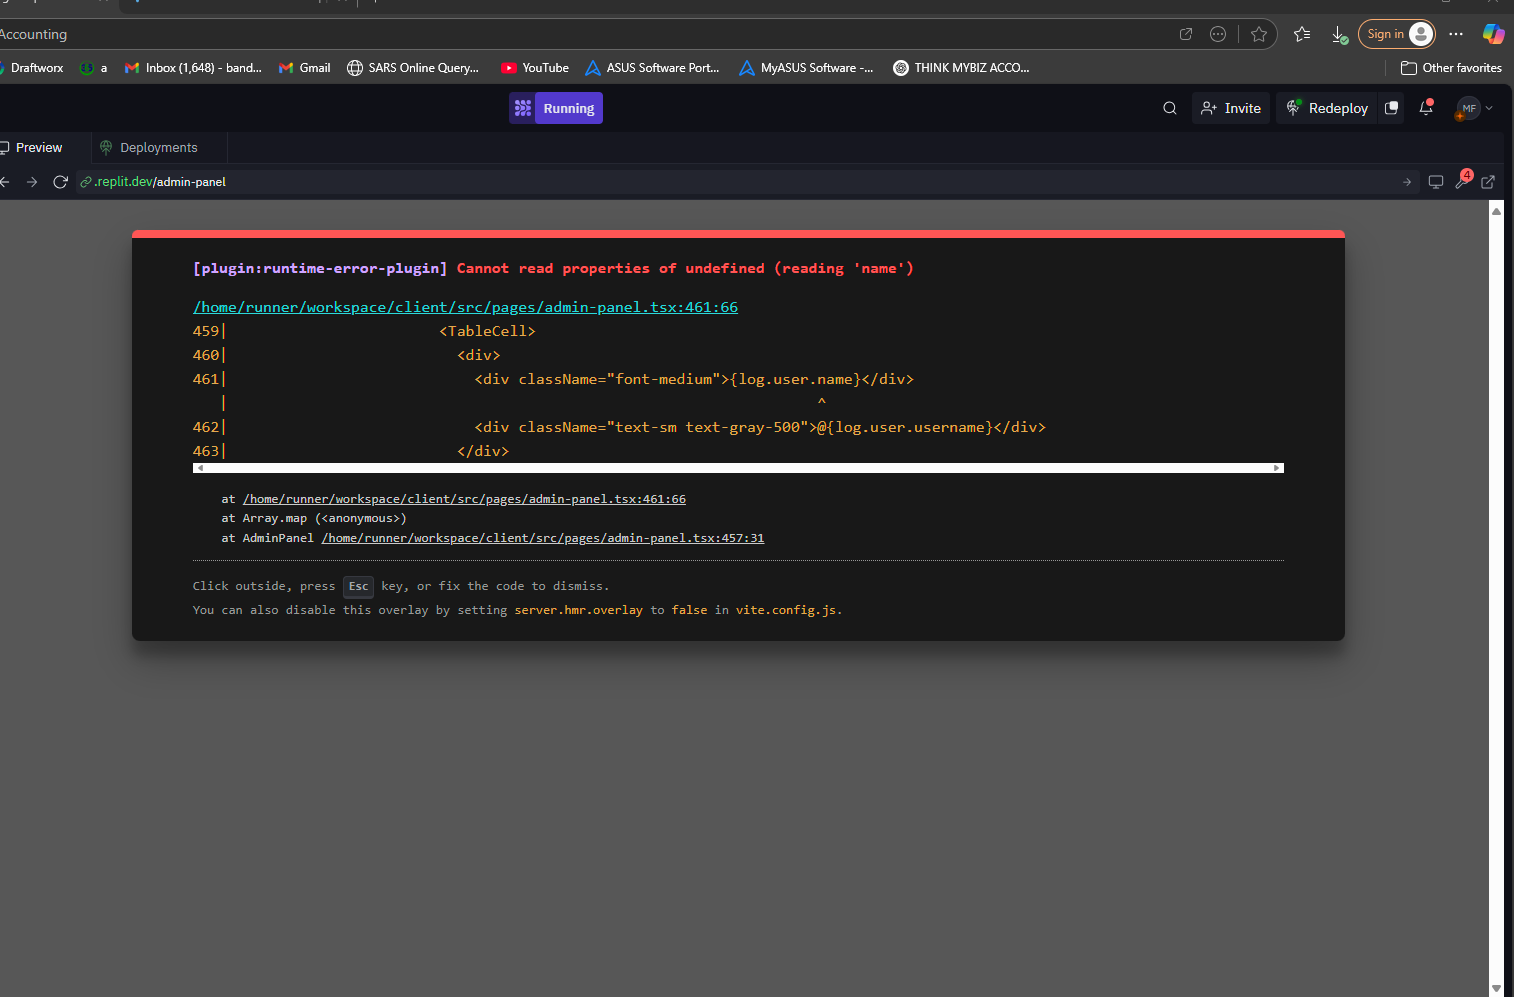 Accounting
Sign in
Draftworx
a
Inbox (1,648) - band...
Gmail
SARS Online Query...
YouTube
ASUS Software Port...
MyASUS Software -...
THINK MYBIZ ACCO...
Other favorites
Running
Invite
Redeploy
MF
Preview
Deployments
.replit.dev/admin-panel
4
[plugin:runtime-error-plugin] Cannot read properties of undefined (reading 'name')
/home/runner/workspace/client/src/pages/admin-panel.tsx:461:66
459| <TableCell>
460| <div>
461| <div className="font-medium">{log.user.name}</div>
| ^
462| <div className="text-sm text-gray-500">@{log.user.username}</div>
463| </div>
at /home/runner/workspace/client/src/pages/admin-panel.tsx:461:66
at Array.map (<anonymous>)
at AdminPanel /home/runner/workspace/client/src/pages/admin-panel.tsx:457:31
Click outside, press Esc key, or fix the code to dismiss.
You can also disable this overlay by setting server.hmr.overlay to false in vite.config.js.